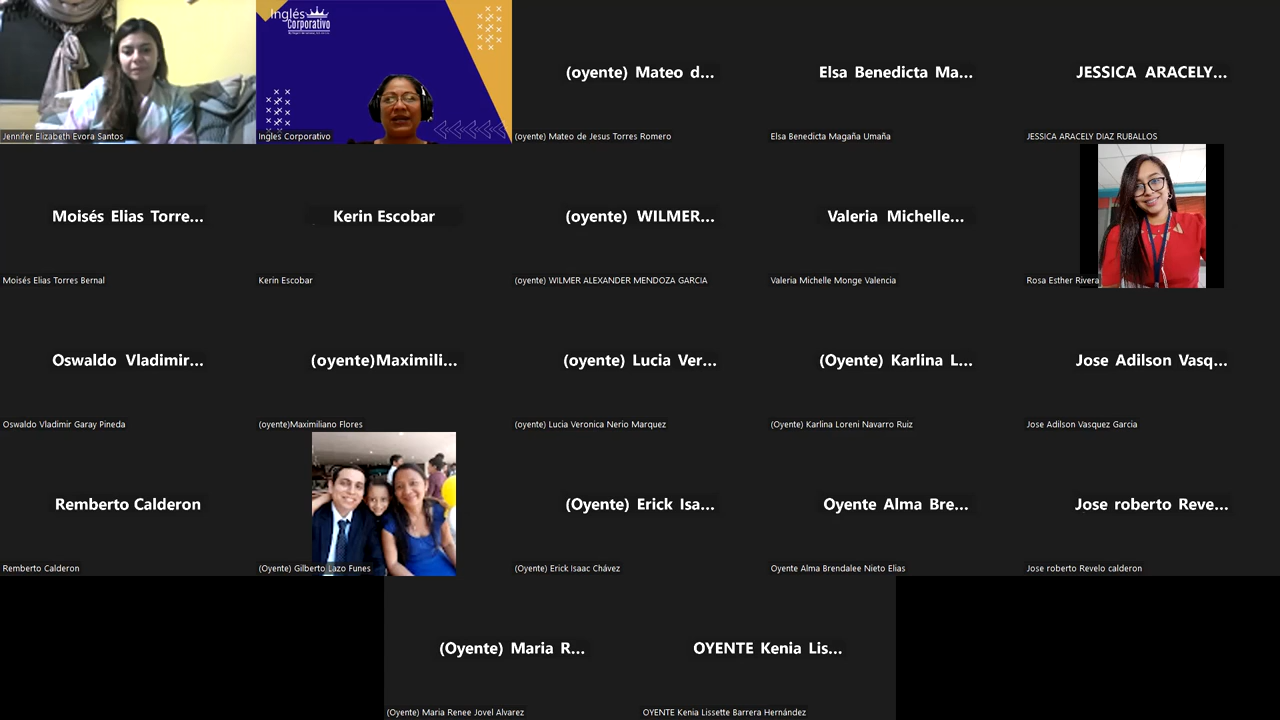 Inglés
Corporativo
Jennifer Elizabeth Evora Santos
Ingles Corporativo
(oyente) Mateo d...
(oyente) Mateo de Jesus Torres Romero
Elsa Benedicta Ma...
Elsa Benedicta Magaña Umaña
JESSICA ARACELY...
JESSICA ARACELY DIAZ RUBALLOS
Moisés Elias Torre...
Moisés Elias Torres Bernal
Kerin Escobar
Kerin Escobar
(oyente) WILMER...
(oyente) WILMER ALEXANDER MENDOZA GARCIA
Valeria Michelle...
Valeria Michelle Monge Valencia
Rosa Esther Rivera
Oswaldo Vladimir...
Oswaldo Vladimir Garay Pineda
(oyente)Maximili...
(oyente)Maximiliano Flores
(oyente) Lucia Ver...
(oyente) Lucia Veronica Nerio Marquez
(Oyente) Karlina L...
(Oyente) Karlina Loreni Navarro Ruiz
Jose Adilson Vasq...
Jose Adilson Vasquez Garcia
Remberto Calderon
Remberto Calderon
(Oyente) Gilberto Lazo Funes
(Oyente) Erick Isa...
(Oyente) Erick Isaac Chávez
Oyente Alma Bre...
Oyente Alma Brendalee Nieto Elias
Jose roberto Reve...
Jose roberto Revelo calderon
(Oyente) Maria R...
(Oyente) Maria Renee Jovel Alvarez
OYENTE Kenia Lis...
OYENTE Kenia Lissette Barrera Hernández